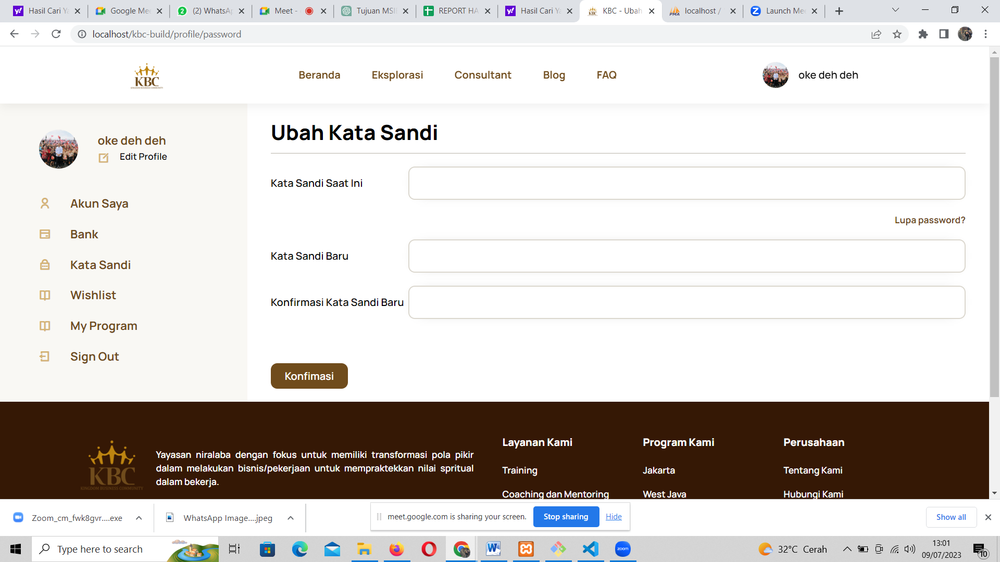 Hasil Cari Ya
Google Mee
(2) WhatsAp
Meet -
Tujuan MSI
REPORT HA
Hasil Cari Ya
KBC - Ubah
localhost /
Launch Mee
localhost/kbc-build/profile/password
KBC
KINGDOM BUSINESS COMMUNITY
Beranda
Eksplorasi
Consultant
Blog
FAQ
oke deh deh
oke deh deh
Edit Profile
Akun Saya
Bank
Kata Sandi
Wishlist
My Program
Sign Out
Ubah Kata Sandi
Kata Sandi Saat Ini
Lupa password?
Kata Sandi Baru
Konfirmasi Kata Sandi Baru
Konfimasi
KBC
KINGDOM BUSINESS COMMUNITY
Yayasan niralaba dengan fokus untuk memiliki transformasi pola pikir
dalam melakukan bisnis/pekerjaan untuk mempraktekkan nilai spritual
dalam bekerja.
Layanan Kami
Training
Coaching dan Mentoring
Program Kami
Jakarta
West Java
Perusahaan
Tentang Kami
Hubungi Kami
Zoom_cm_fwk8gvr....exe
WhatsApp Image....jpeg
meet.google.com is sharing your screen.
Stop sharing
Hide
Show all
Type here to search
zoom
32°C Cerah
13:01
09/07/2023
10